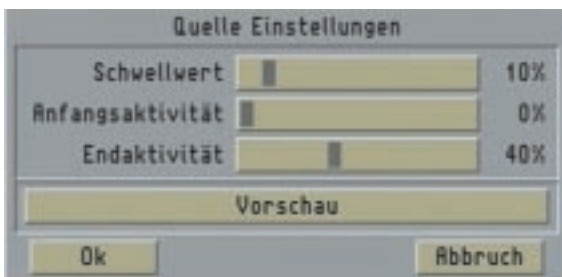 Quelle Einstellungen
Schwellwert 10%
Anfangsaktivität 0%
Endaktivität 40%
Vorschau
Ok Abbruch